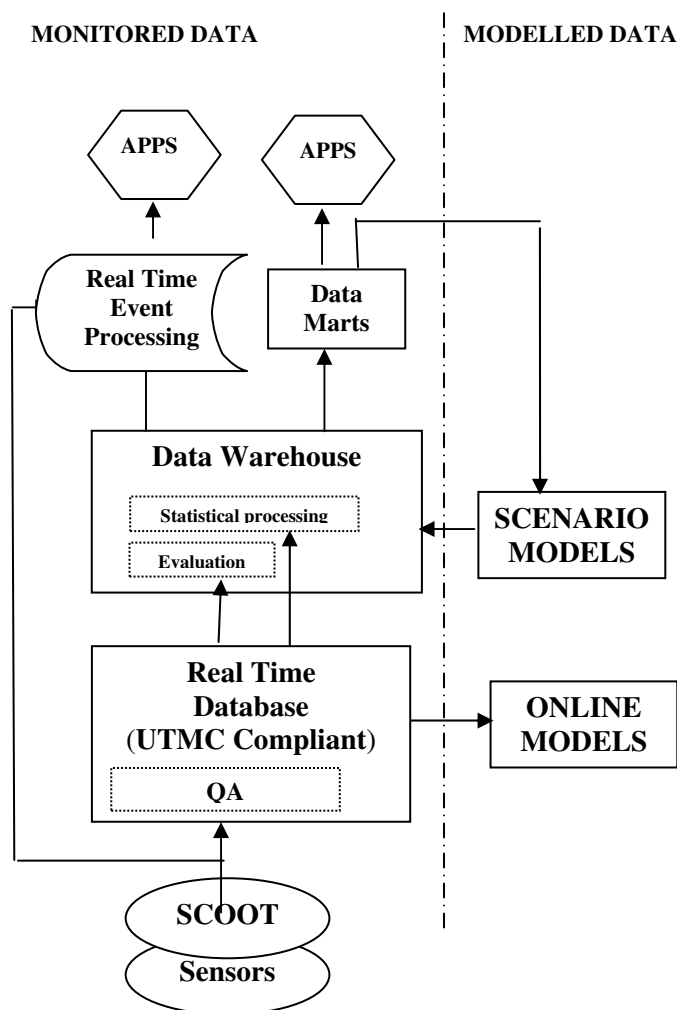 MONITORED DATA
MODELLED DATA
APPS
APPS
Real Time
Event
Processing
Data
Marts
Data Warehouse
Statistical processing
Evaluation
SCENARIO
MODELS
Real Time
Database
(UTMC Compliant)
QA
ONLINE
MODELS
SCOOT
Sensors